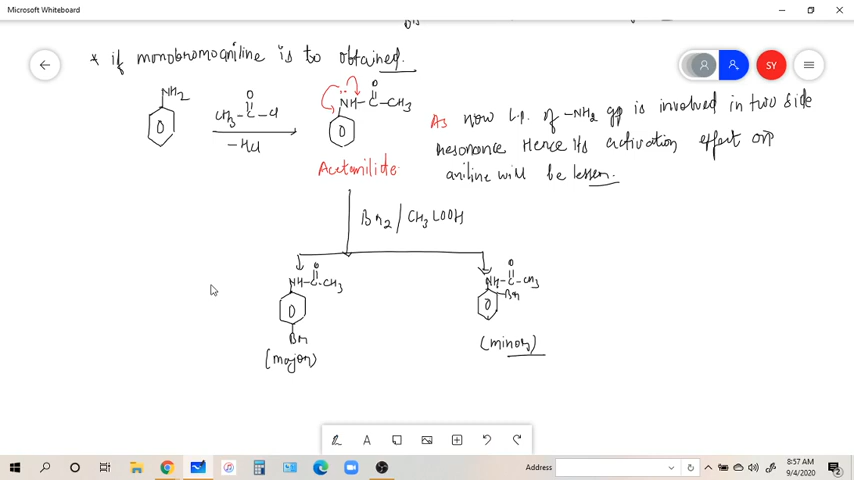 Microsoft Whiteboard
* if monobromoaniline is to obtained.
NH2
CH3-C-Cl
O
-HCl
NH-C-CH3
O
Acetanilide
As now l.p. of -NH2 gp is involved in two side
resonance Hence its activation effect on
aniline will be lessen.
Br2/CH3COOH
NH-C-CH3
O
Br
(major)
NH-C-CH3
O
Br
(minor)
SY
Address
8:57 AM
9/4/2020
2